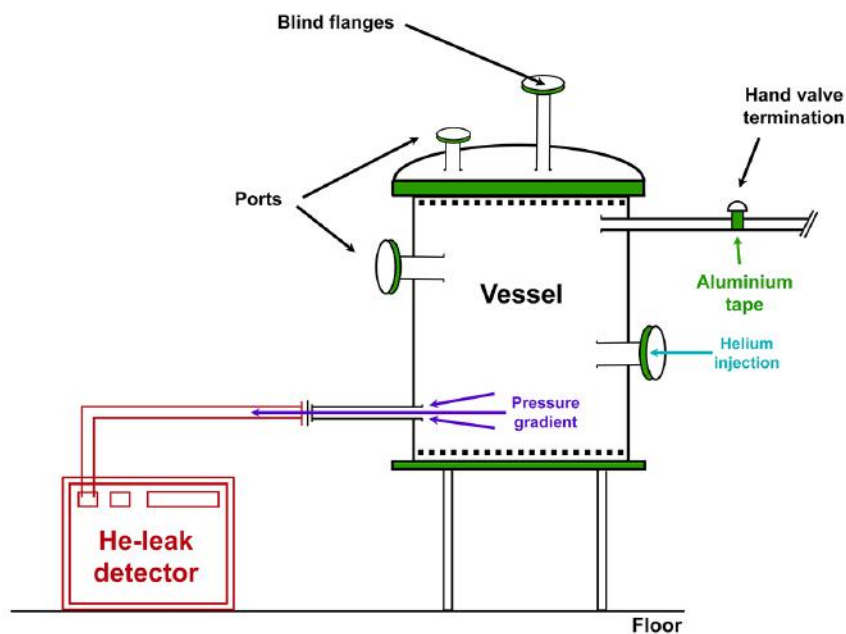 Blind flanges
Hand valve
termination
Ports
Aluminium
tape
Vessel
Helium
injection
Pressure
gradient
He-leak
detector
Floor